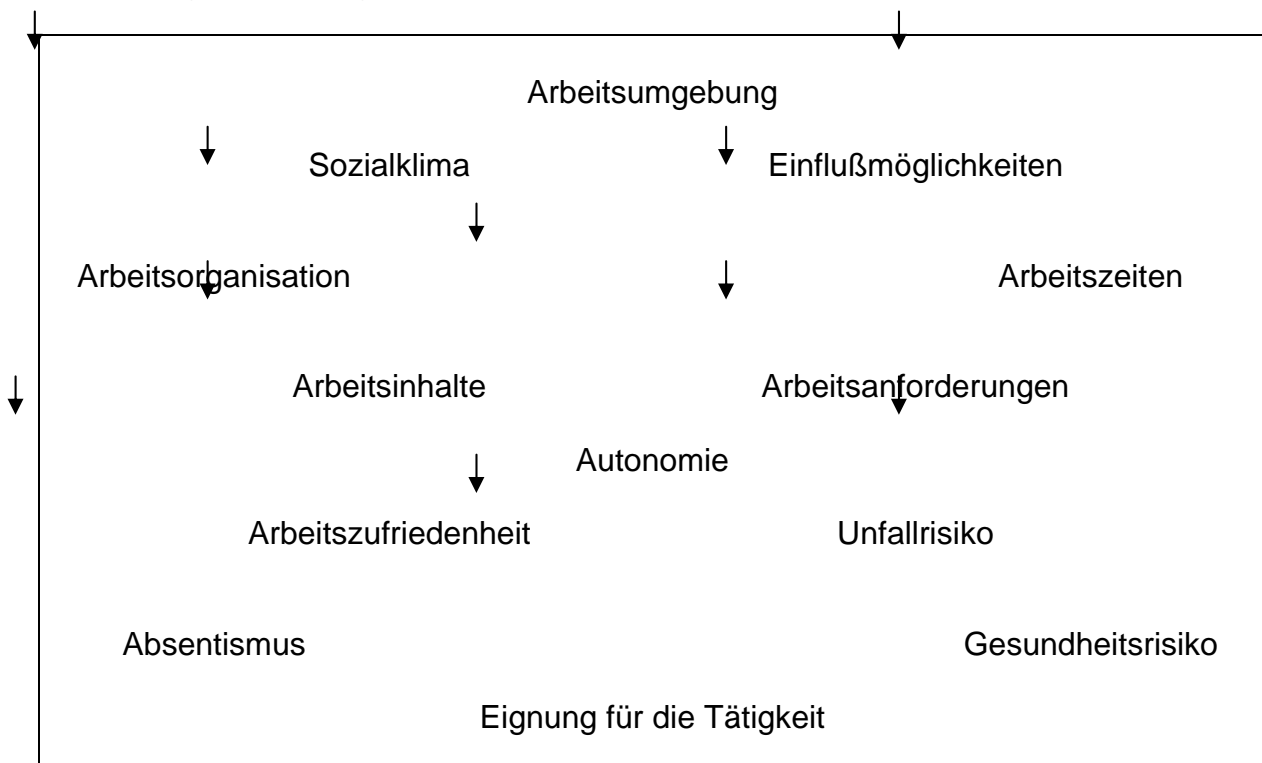 Arbeitsumgebung
Sozialklima Einflußmöglichkeiten
Arbeitsorganisation Arbeitszeiten
Arbeitsinhalte Arbeitsanforderungen
Autonomie
Arbeitszufriedenheit Unfallrisiko
Absentismus Gesundheitsrisiko
Eignung für die Tätigkeit